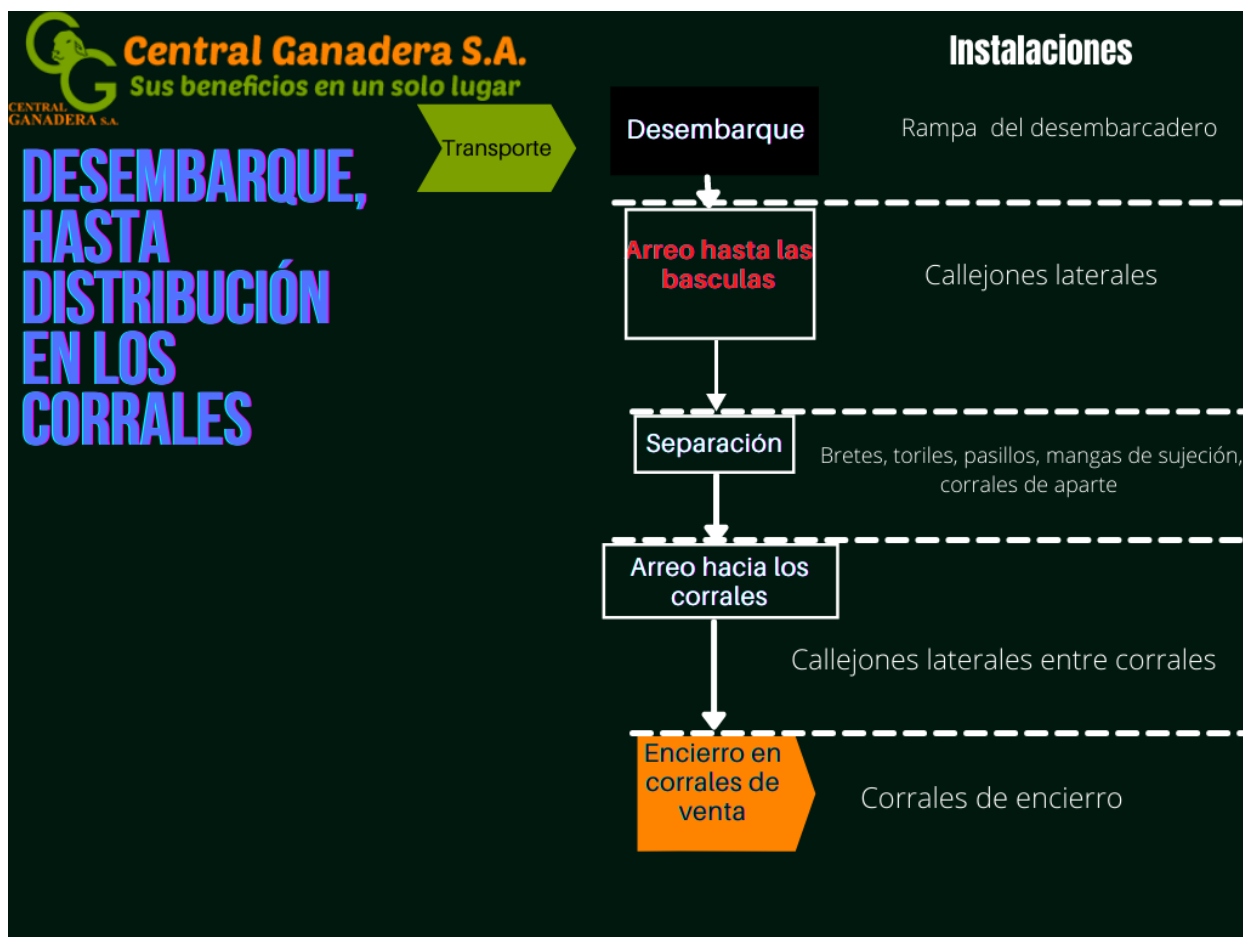 Central Ganadera S.A.
Sus beneficios en un solo lugar
CENTRAL
GANADERA S.A.
DESEMBARQUE,
HASTA
DISTRIBUCIÓN
EN LOS
CORRALES
Transporte
Instalaciones
Desembarque
Rampa del desembarcadero
Arreo hasta las
basculas
Callejones laterales
Separación
Bretes, toriles, pasillos, mangas de sujeción,
corrales de aparte
Arreo hacia los
corrales
Callejones laterales entre corrales
Encierro en
corrales de
venta
Corrales de encierro